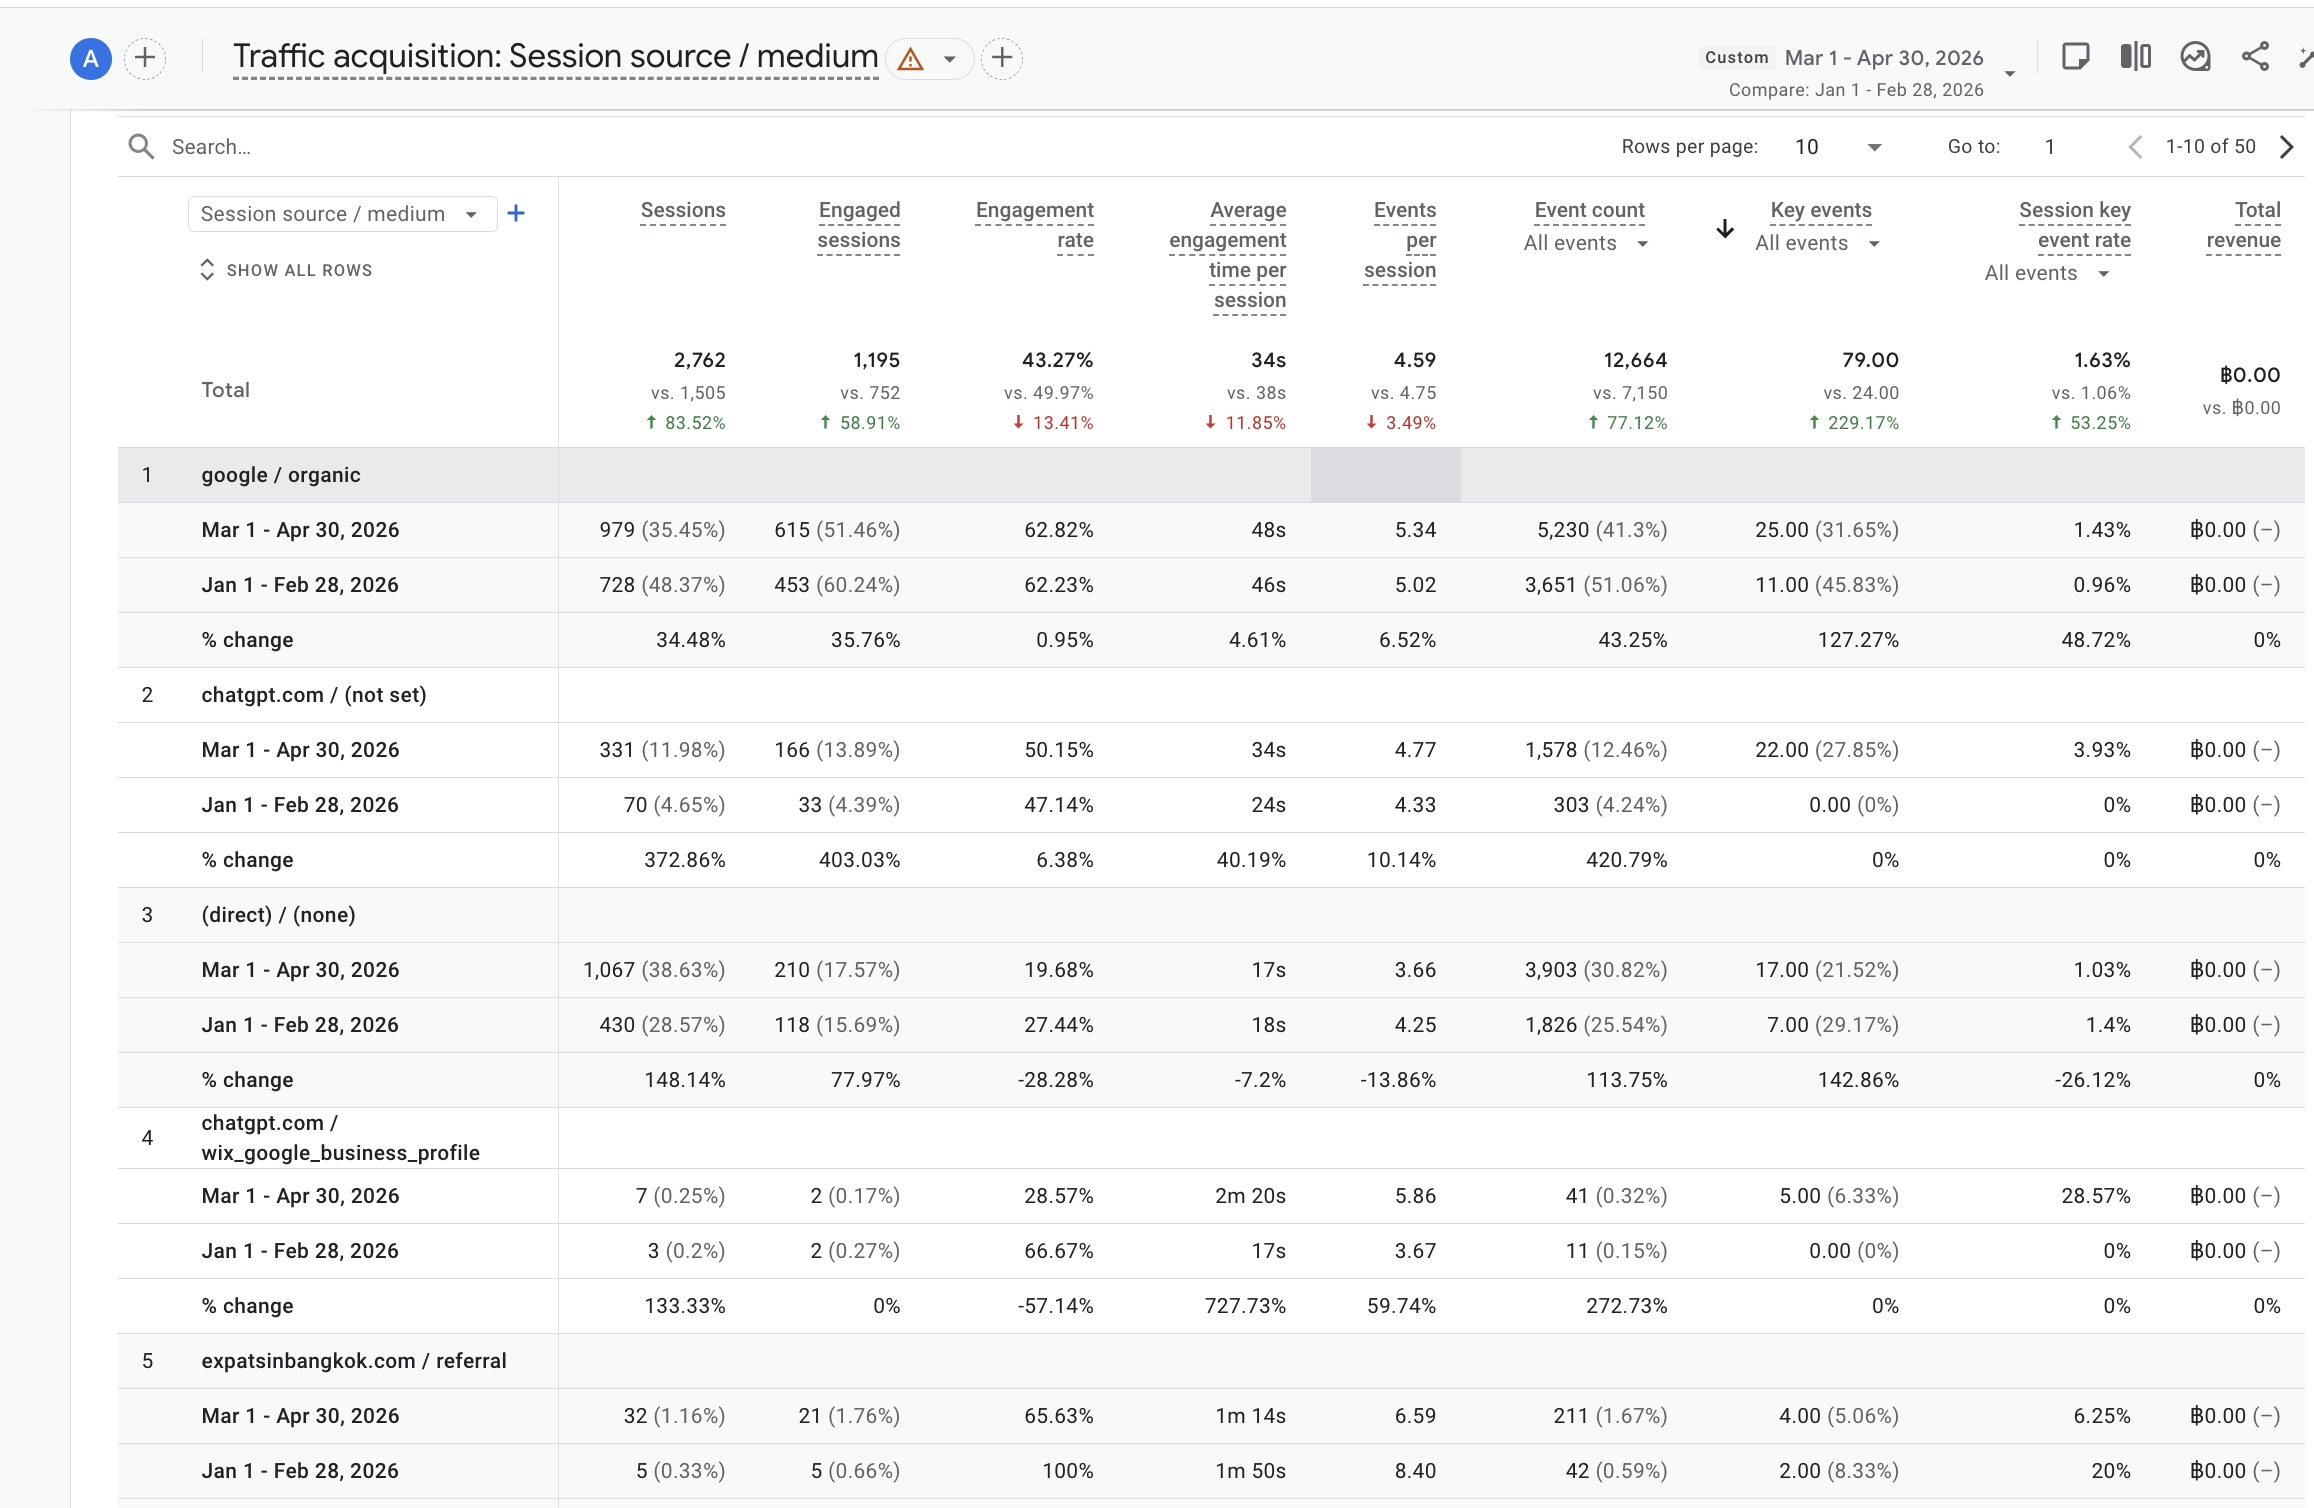 A
Traffic acquisition: Session source / medium
Custom Mar 1 - Apr 30, 2026
Compare: Jan 1 - Feb 28, 2026
Search...
Rows per page: 10 Go to: 1 1-10 of 50
Session source / medium +
SHOW ALL ROWS
Sessions
Engaged sessions
Engagement rate
Average engagement time per session
Events per session
Event count
All events
Key events
All events
Session key event rate
All events
Total revenue
Total
2,762 1,195 43.27% 34s 4.59 12,664 79.00 1.63% ฿0.00
vs. 1,505 vs. 752 vs. 49.97% vs. 38s vs. 4.75 vs. 7,150 vs. 24.00 vs. 1.06% vs. ฿0.00
↑ 83.52% ↑ 58.91% ↓ 13.41% ↓ 11.85% ↓ 3.49% ↑ 77.12% ↑ 229.17% ↑ 53.25%
1 google / organic
Mar 1 - Apr 30, 2026 979 (35.45%) 615 (51.46%) 62.82% 48s 5.34 5,230 (41.3%) 25.00 (31.65%) 1.43% ฿0.00 (–)
Jan 1 - Feb 28, 2026 728 (48.37%) 453 (60.24%) 62.23% 46s 5.02 3,651 (51.06%) 11.00 (45.83%) 0.96% ฿0.00 (–)
% change 34.48% 35.76% 0.95% 4.61% 6.52% 43.25% 127.27% 48.72% 0%
2 chatgpt.com / (not set)
Mar 1 - Apr 30, 2026 331 (11.98%) 166 (13.89%) 50.15% 34s 4.77 1,578 (12.46%) 22.00 (27.85%) 3.93% ฿0.00 (–)
Jan 1 - Feb 28, 2026 70 (4.65%) 33 (4.39%) 47.14% 24s 4.33 303 (4.24%) 0.00 (0%) 0% ฿0.00 (–)
% change 372.86% 403.03% 6.38% 40.19% 10.14% 420.79% 0% 0% 0%
3 (direct) / (none)
Mar 1 - Apr 30, 2026 1,067 (38.63%) 210 (17.57%) 19.68% 17s 3.66 3,903 (30.82%) 17.00 (21.52%) 1.03% ฿0.00 (–)
Jan 1 - Feb 28, 2026 430 (28.57%) 118 (15.69%) 27.44% 18s 4.25 1,826 (25.54%) 7.00 (29.17%) 1.4% ฿0.00 (–)
% change 148.14% 77.97% -28.28% -7.2% -13.86% 113.75% 142.86% -26.12% 0%
4 chatgpt.com /
wix_google_business_profile
Mar 1 - Apr 30, 2026 7 (0.25%) 2 (0.17%) 28.57% 2m 20s 5.86 41 (0.32%) 5.00 (6.33%) 28.57% ฿0.00 (–)
Jan 1 - Feb 28, 2026 3 (0.2%) 2 (0.27%) 66.67% 17s 3.67 11 (0.15%) 0.00 (0%) 0% ฿0.00 (–)
% change 133.33% 0% -57.14% 727.73% 59.74% 272.73% 0% 0% 0%
5 expatsinbangkok.com / referral
Mar 1 - Apr 30, 2026 32 (1.16%) 21 (1.76%) 65.63% 1m 14s 6.59 211 (1.67%) 4.00 (5.06%) 6.25% ฿0.00 (–)
Jan 1 - Feb 28, 2026 5 (0.33%) 5 (0.66%) 100% 1m 50s 8.40 42 (0.59%) 2.00 (8.33%) 20% ฿0.00 (–)